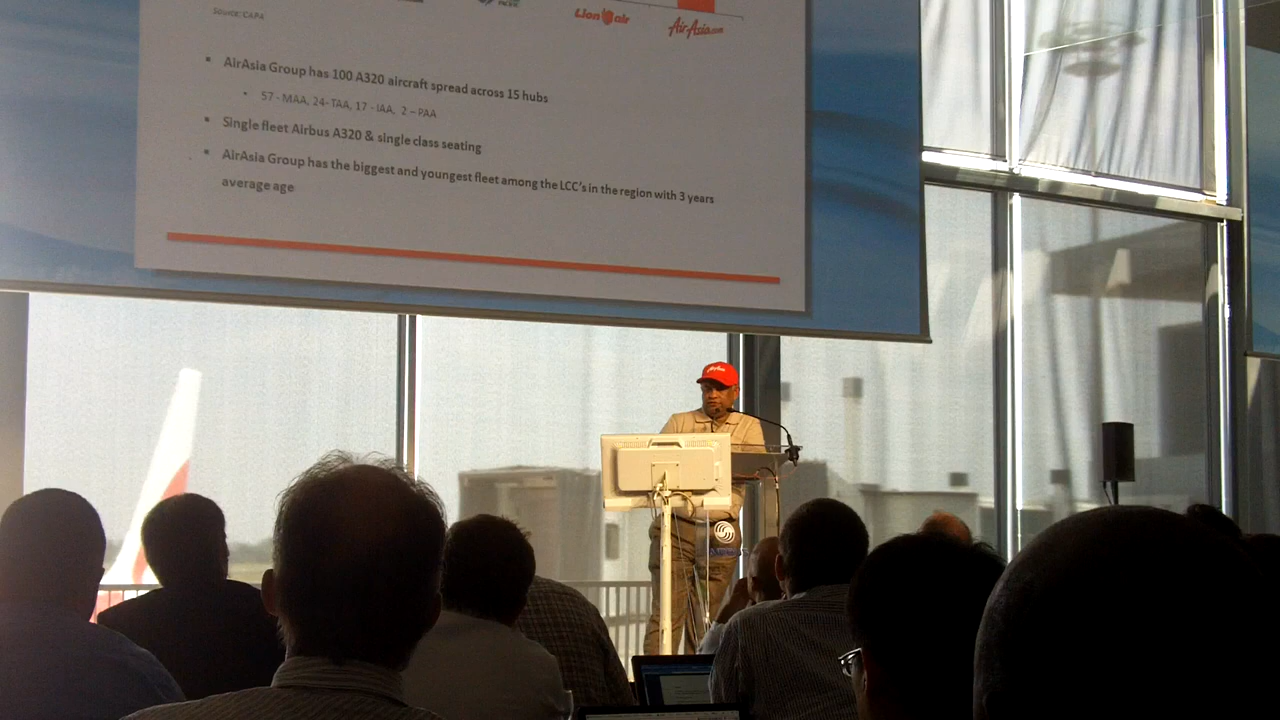 SOURCE: CAPA
Lion air
AirAsia.com
▪ AirAsia Group has 100 A320 aircraft spread across 15 hubs
• 57 - MAA, 24- TAA, 17 - IAA, 2 – PAA
▪ Single fleet Airbus A320 & single class seating
▪ AirAsia Group has the biggest and youngest fleet among the LCC's in the region with 3 years
average age
AirAsia